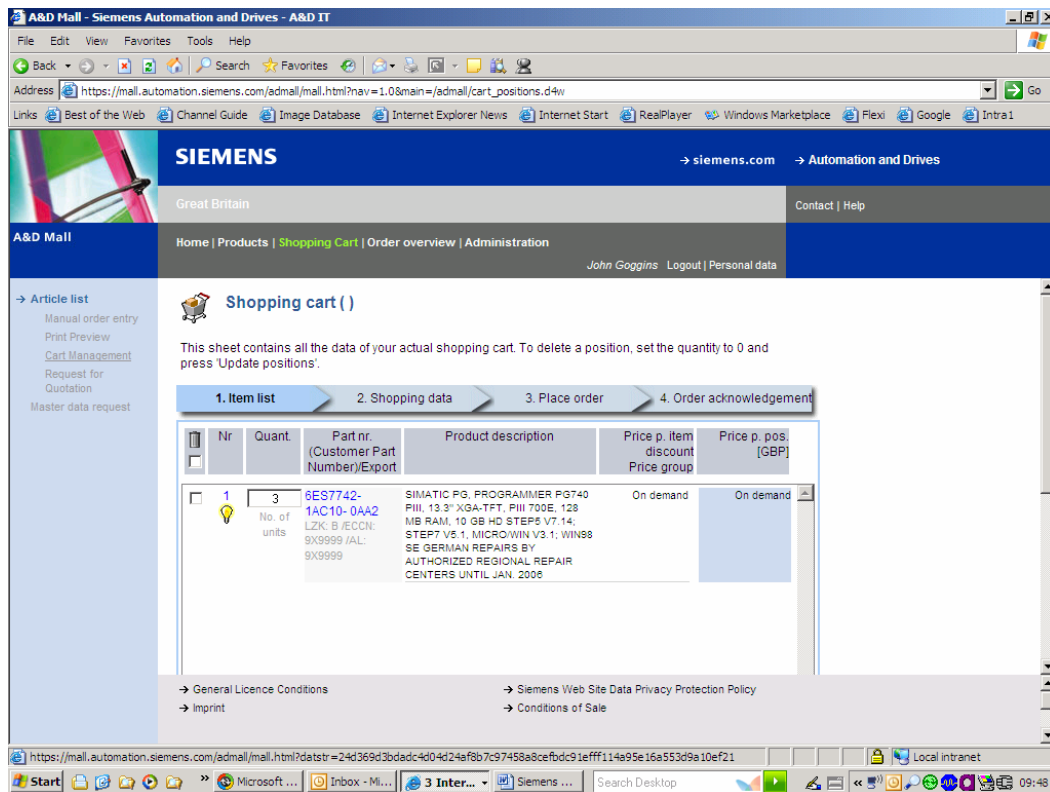 A&D Mall - Siemens Automation and Drives - A&D IT
File Edit View Favorites Tools Help
Back Search Favorites
Address https://mall.automation.siemens.com/admall/mall.html?nav=1.0&main=/admall/cart_positions.d4w Go
Links Best of the Web Channel Guide Image Database Internet Explorer News Internet Start RealPlayer Windows Marketplace Flexi Google Intra1
SIEMENS
→ siemens.com → Automation and Drives
Great Britain
Contact | Help
A&D Mall
Home | Products | Shopping Cart | Order overview | Administration
John Goggins Logout | Personal data
→ Article list
Manual order entry
Print Preview
Cart Management
Request for
Quotation
Master data request
Shopping cart ( )
This sheet contains all the data of your actual shopping cart. To delete a position, set the quantity to 0 and
press 'Update positions'.
1. Item list 2. Shopping data 3. Place order 4. Order acknowledgement
Nr Quant. Part nr. Product description Price p. item Price p. pos.
(Customer Part discount [GBP]
Number)/Export Price group
1 3 6ES7742- SIMATIC PG, PROGRAMMER PG740 On demand On demand
1AC10- 0AA2 PIII, 13.3" XGA-TFT, PIII 700E, 128
No. of LZK: B /ECCN: MB RAM, 10 GB HD STEP5 V7.14;
units 9X9999 /AL: STEP7 V5.1, MICRO/WIN V3.1; WIN98
9X9999 SE GERMAN REPAIRS BY
AUTHORIZED REGIONAL REPAIR
CENTERS UNTIL JAN. 2006
→ General Licence Conditions → Siemens Web Site Data Privacy Protection Policy
→ Imprint → Conditions of Sale
https://mall.automation.siemens.com/admall/mall.html?datstr=24d369d3bdadc4d04d24af8b7c97458a8cefbdc91efff114a95e16a553d9a10ef21 Local intranet
Start » Microsoft ... Inbox - Mi... 3 Inter... Siemens ... Search Desktop « 09:48